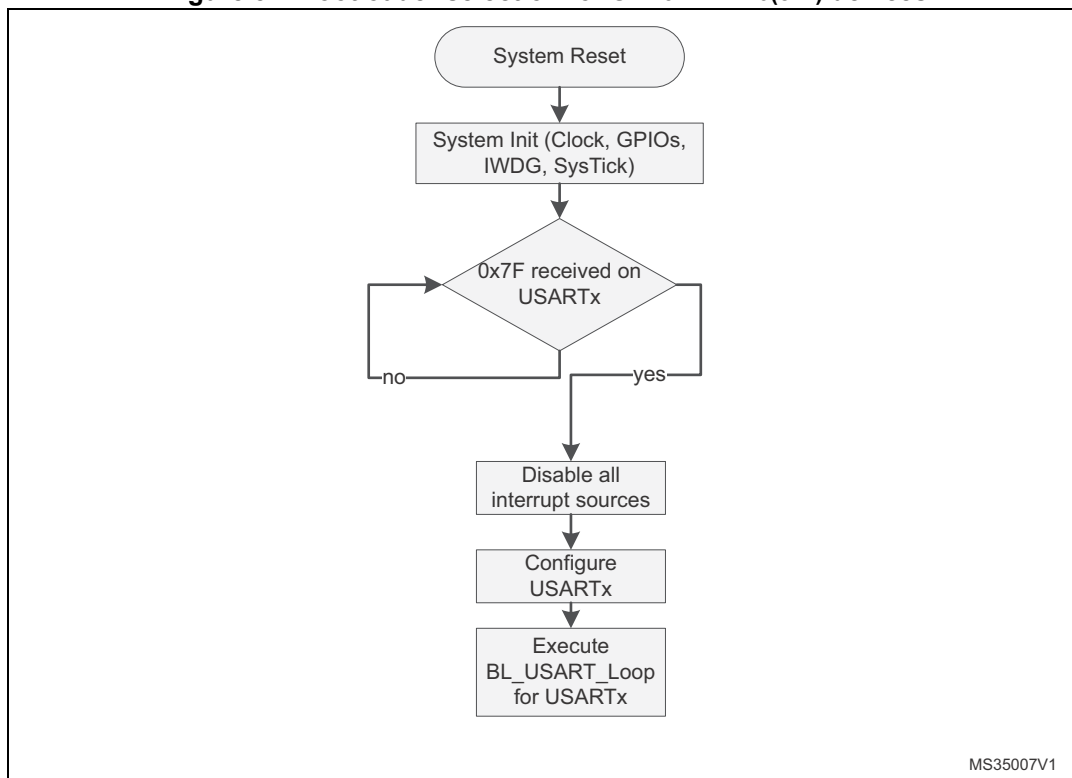 System Reset
System Init (Clock, GPIOs,
IWDG, SysTick)
0x7F received on
USARTx
no
yes
Disable all
interrupt sources
Configure
USARTx
Execute
BL_USART_Loop
for USARTx
MS35007V1